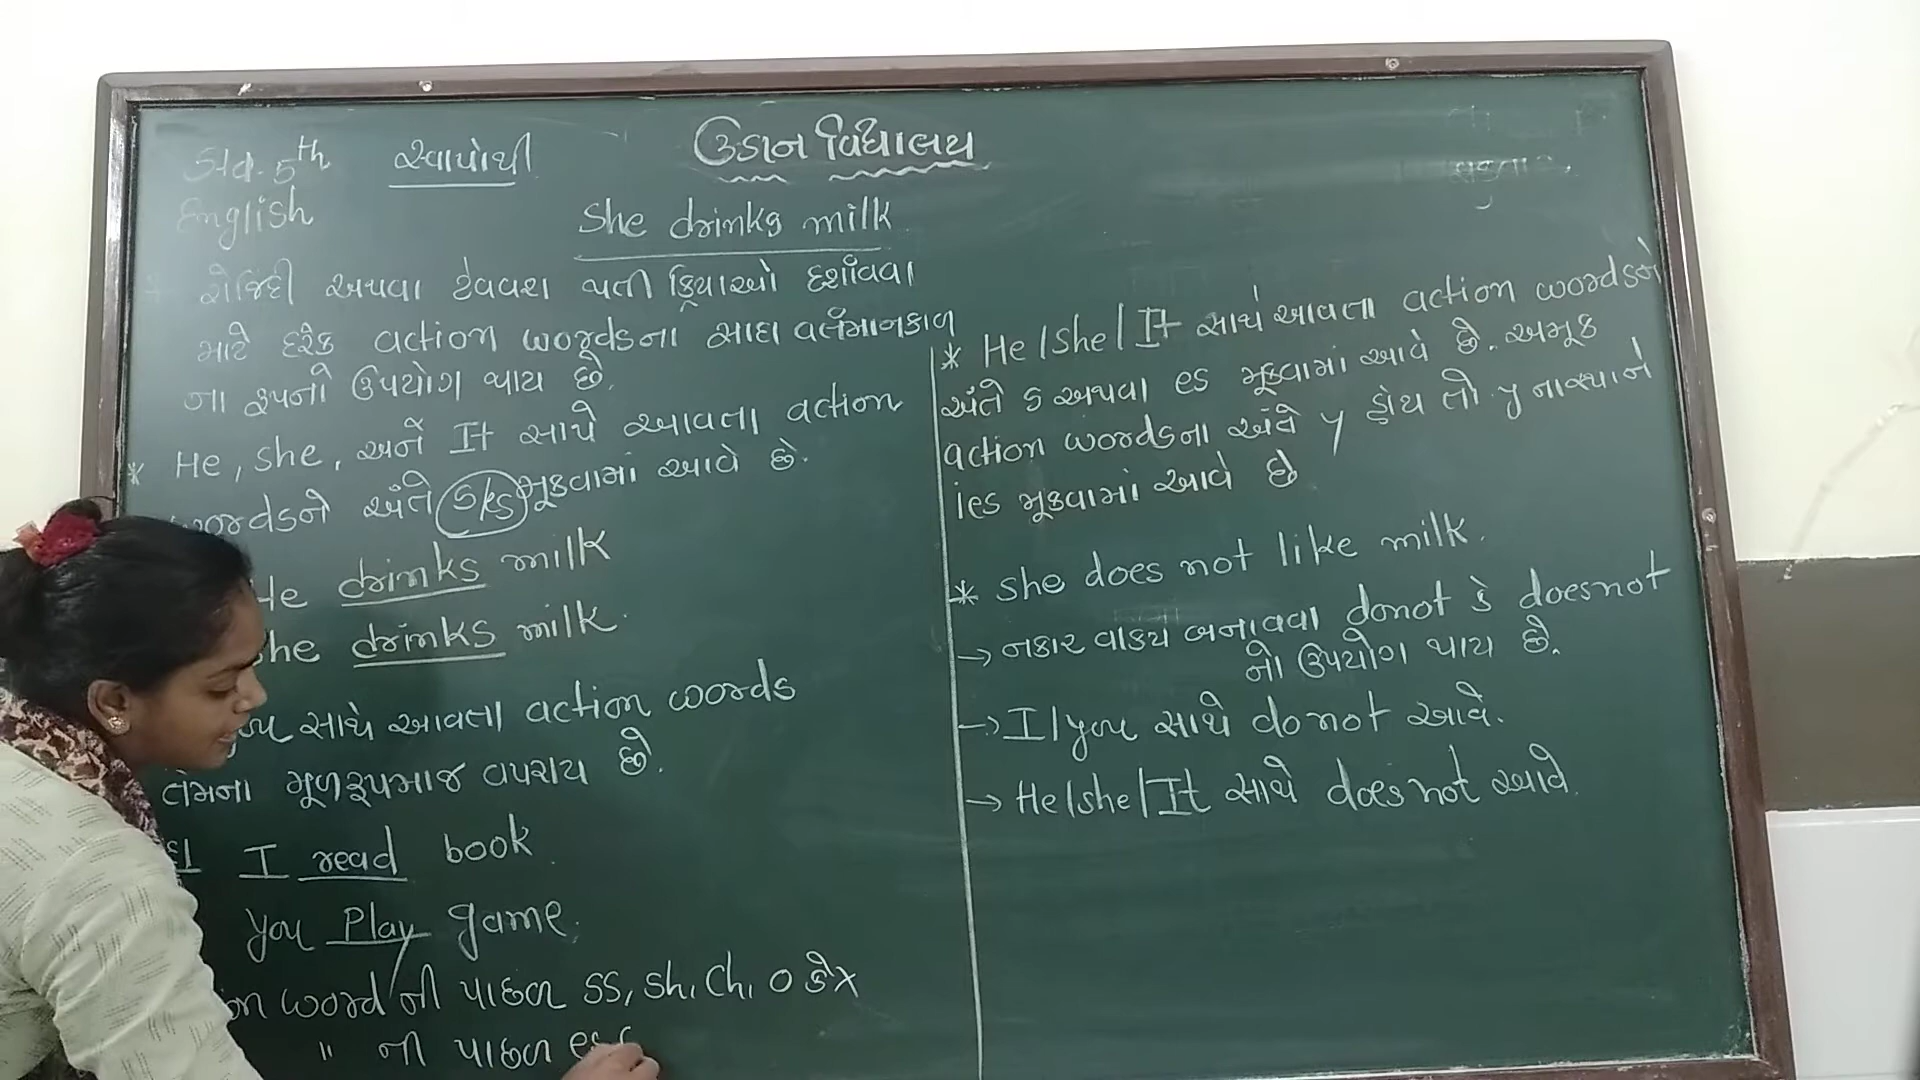 Std. 5th સ્વાધ્યાયપોથી
ઉડાન વિદ્યાલય
English
She drinks milk
રોજિંદી અથવા ટેવવશ થતી ક્રિયાઓ દર્શાવવા
માટે દરેક action wordsના સાદા વર્તમાનકાળ
ના રૂપનો ઉપયોગ થાય છે.
* He, she, અને It સાથે આવતા action
wordsને અંતે s/es મૂકવામાં આવે છે.
He drinks milk
She drinks milk.
સાથે આવતા action words
તેમના મૂળરૂપમાજ વપરાય છે.
I read book.
you Play game.
word ની પાછળ ss, sh, ch, o કે x
" ની પાછળ es
* He/she/It સાથે આવતા action wordsને
અંતે s અથવા es મૂકવામાં આવે છે. અમૂક
action wordsના અંતે y હોય તો y ના સ્થાને
ies મૂકવામાં આવે છે
* she does not like milk.
→ નકાર વાક્ય બનાવવા donot કે doesnot
નો ઉપયોગ થાય છે.
→ I/you સાથે donot આવે.
→ He/she/It સાથે does not આવે.